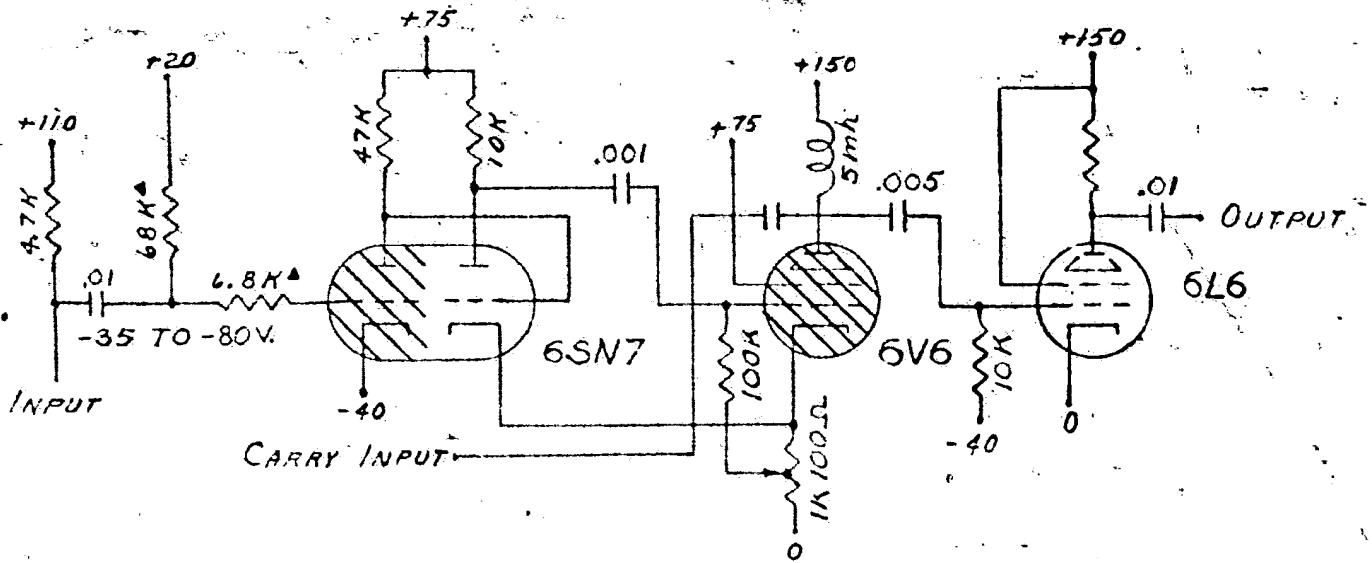 +75
+20
+150
+150
+110
+75
47K
10K
.001
5mh
.005
.01
OUTPUT
4.7K
68K▲
.01
6.8K▲
-35 TO -80V.
6SN7
6V6
6L6
INPUT
-40
100K
10K
-40
0
CARRY INPUT
1K 100Ω
0